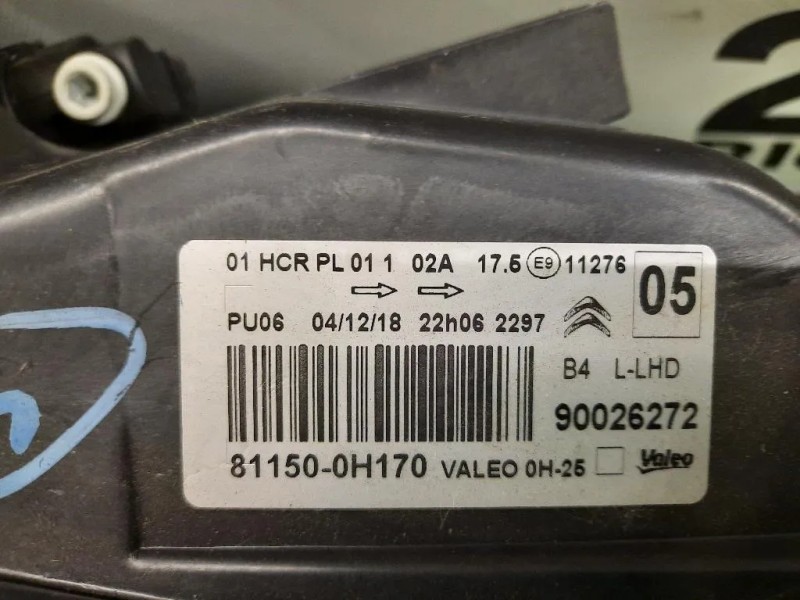 01 HCR PL 01 1 02A 17.5 E9 11276
05
PU06 04/12/18 22h06 2297
B4 L-LHD
90026272
81150-0H170 VALEO 0H-25 Valeo